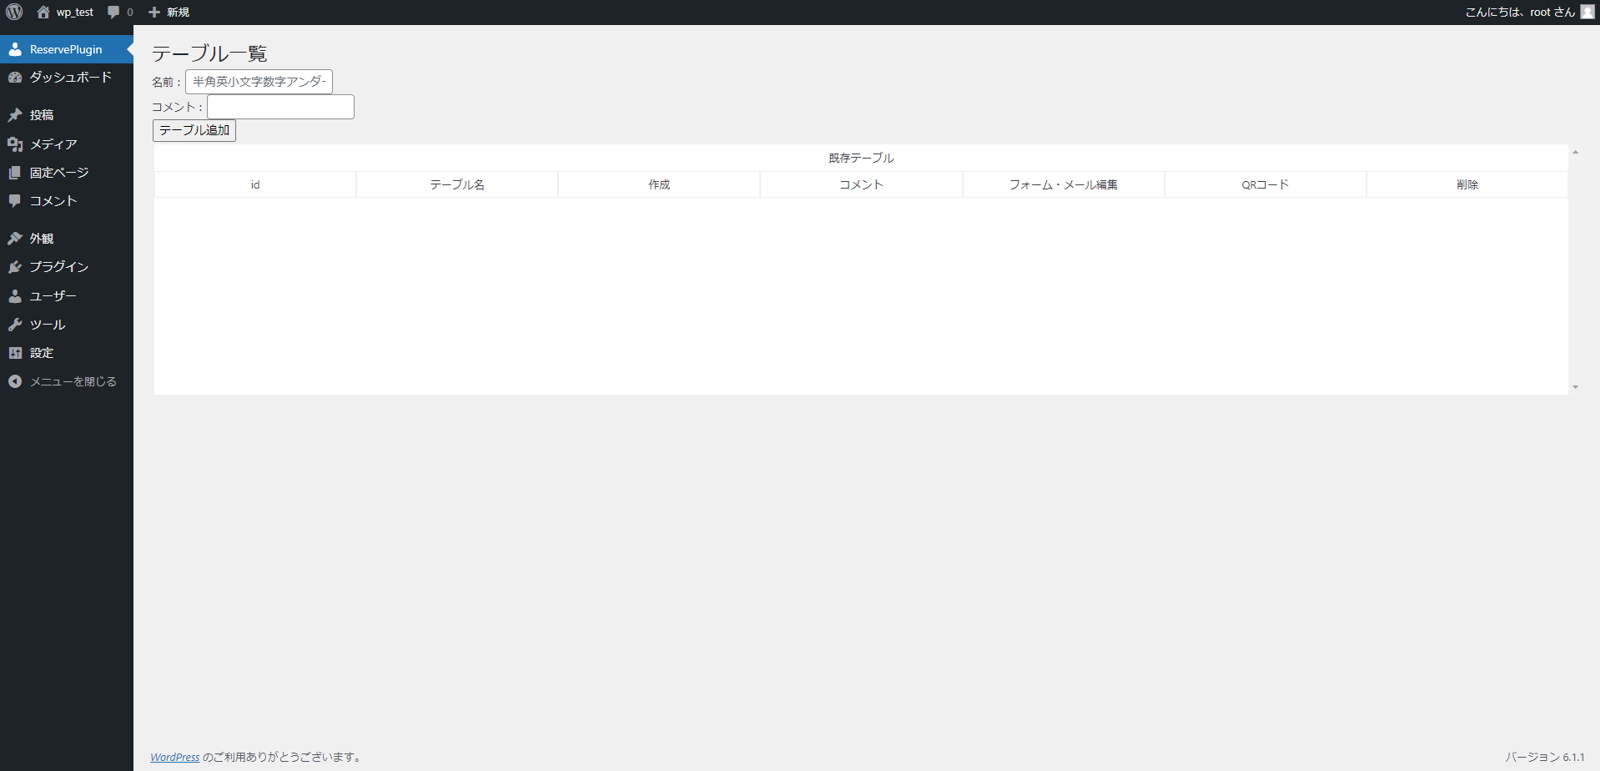 wp_test 0 新規 こんにちは、root さん
ReservePlugin
ダッシュボード
投稿
メディア
固定ページ
コメント
外観
プラグイン
ユーザー
ツール
設定
メニューを閉じる
テーブル一覧
名前： 半角英小文字数字アンダ-
コメント：
テーブル追加
既存テーブル
id テーブル名 作成 コメント フォーム・メール編集 QRコード 削除
WordPress のご利用ありがとうございます。 バージョン 6.1.1